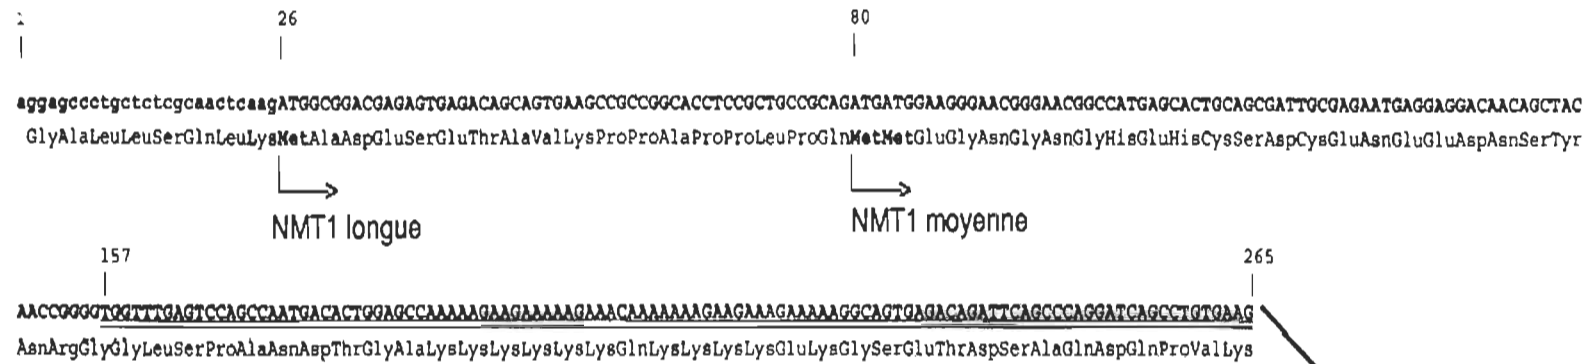 26 80
aggagccctgctctcgcaactcaagATGGCGGACGAGAGTGAGACAGCAGTGAAGCCGCCGGCACCTCCGCTGCCGCAGATGATGGAAGGGAACGGGAACGGCCATGAGCACTGCAGCGATTGCGAGAATGAGGAGGACAACAGCTAC
GlyAlaLeuLeuSerGlnLeuLysMetAlaAspGluSerGluThrAlaValLysProProAlaProProLeuProGlnMetMetGluGlyAsnGlyAsnGlyHisGluHisCysSerAspCysGluAsnGluGluAspAsnSerTyr
NMT1 longue NMT1 moyenne
157 265
AACCGGGGTGGTTTGAGTCCAGCCAATGACACTGGAGCCAAAAAGAAGAAAAAGAAACAAAAAAAGAAGAAAGAAAAAGGCAGTGAGACAGATTCAGCCCAGGATCAGCCTGTGAAG
AsnArgGlyGlyLeuSerProAlaAsnAspThrGlyAlaLysLysLysLysLysLysGlnLysLysLysLysGluLysGlySerGluThrAspSerAlaGlnAspGlnProValLys